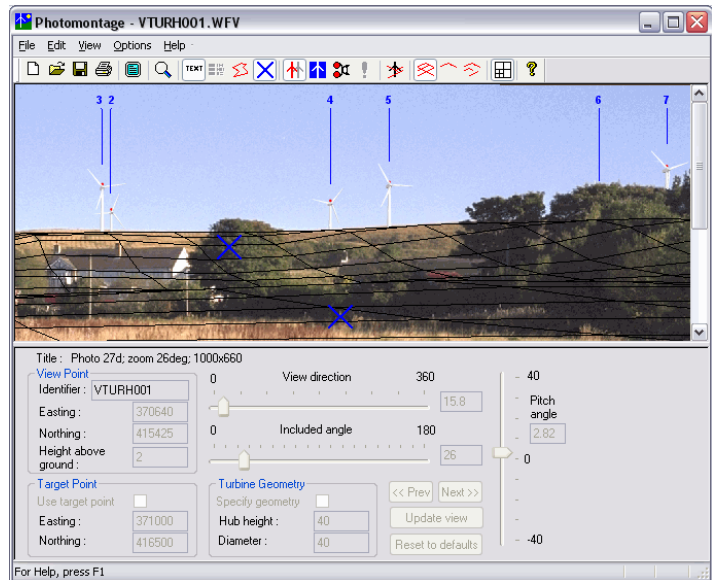 Photomontage - VTURH001.WFV
File Edit View Options Help
TEXT
3 2 4 5 6 7
Title : Photo 27d; zoom 26deg; 1000x660
View Point
Identifier : VTURH001
Easting : 370640
Northing : 415425
Height above ground : 2
0 View direction 360
15.8
0 Included angle 180
26
40
Pitch angle
2.82
0
-40
Target Point
Use target point
Easting : 371000
Northing : 416500
Turbine Geometry
Specify geometry
Hub height : 40
Diameter : 40
<< Prev Next >>
Update view
Reset to defaults
For Help, press F1